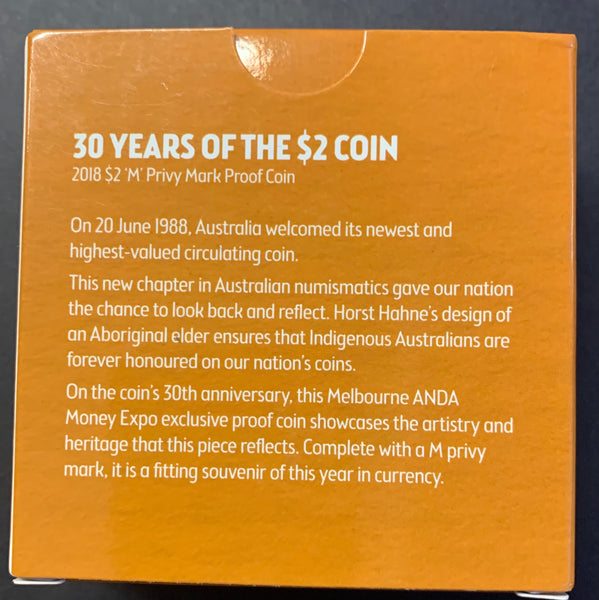 30 YEARS OF THE $2 COIN
2018 $2 'M' Privy Mark Proof Coin
On 20 June 1988, Australia welcomed its newest and
highest-valued circulating coin.
This new chapter in Australian numismatics gave our nation
the chance to look back and reflect. Horst Hahne's design of
an Aboriginal elder ensures that Indigenous Australians are
forever honoured on our nation's coins.
On the coin's 30th anniversary, this Melbourne ANDA
Money Expo exclusive proof coin showcases the artistry and
heritage that this piece reflects. Complete with a M privy
mark, it is a fitting souvenir of this year in currency.